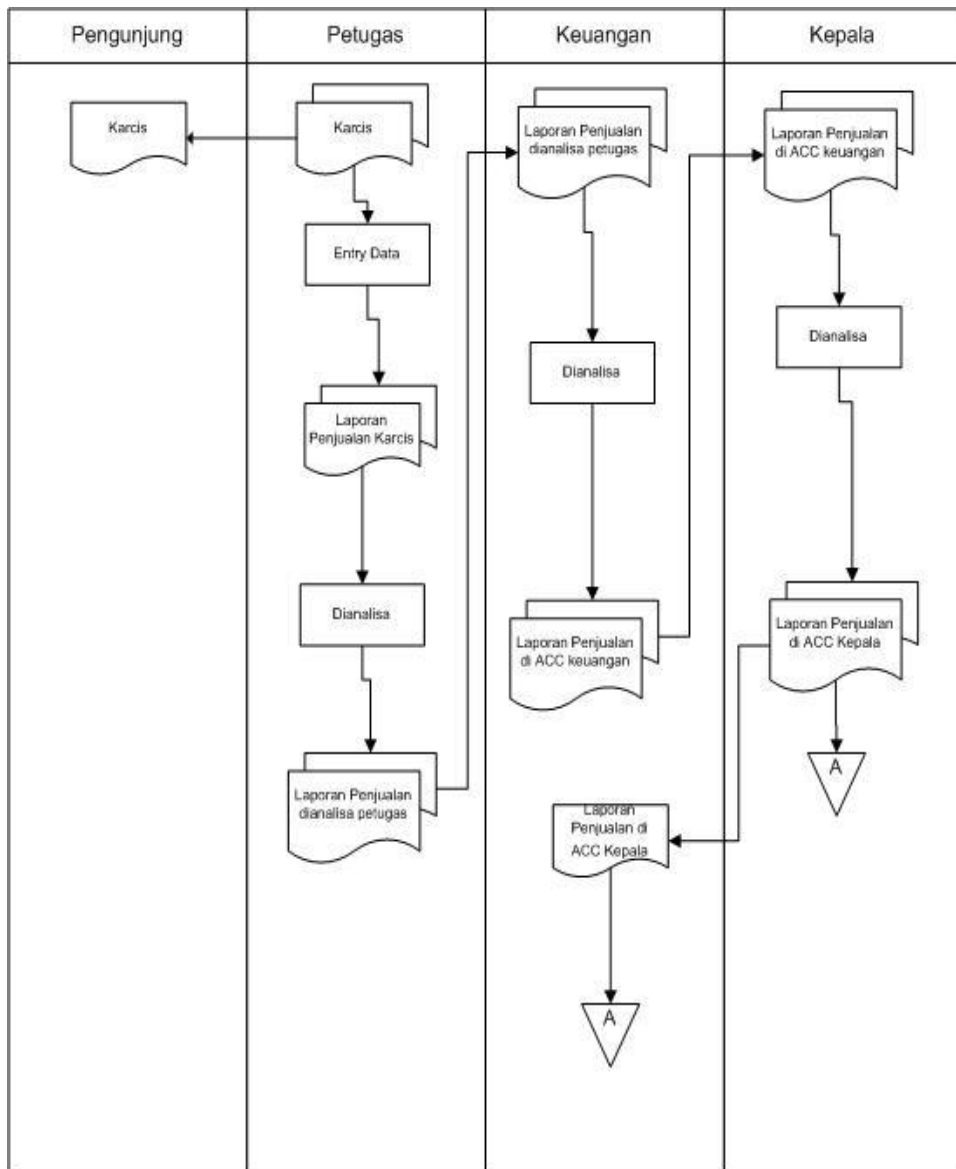 Pengunjung
Petugas
Keuangan
Kepala
Karcis
Karcis
Entry Data
Laporan
Penjualan Karcis
Dianalisa
Laporan Penjualan
dianalisa petugas
Laporan Penjualan
dianalisa petugas
Dianalisa
Laporan Penjualan
di ACC keuangan
Laporan
Penjualan di
ACC Kepala
A
Laporan Penjualan
di ACC keuangan
Dianalisa
Laporan Penjualan
di ACC Kepala
A